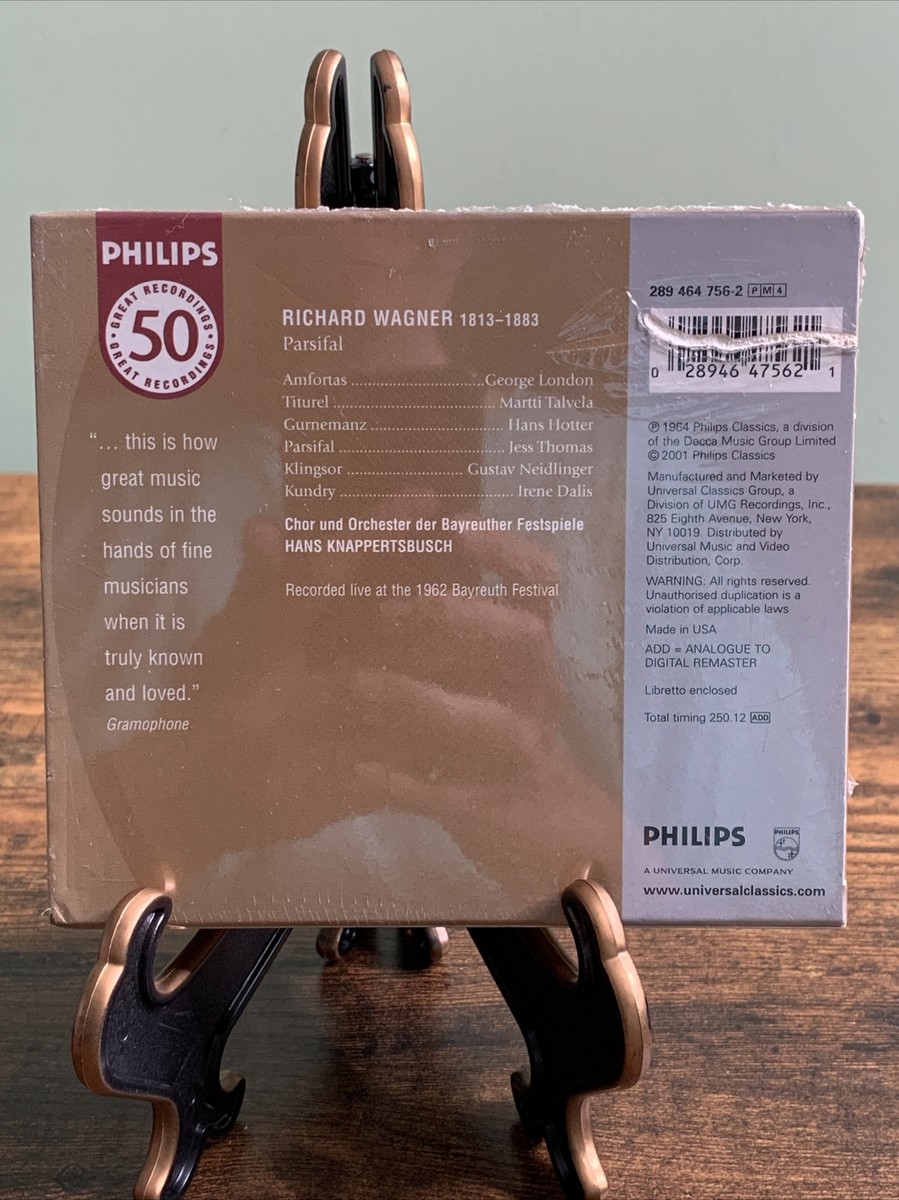 PHILIPS
GREAT RECORDINGS
50
GREAT RECORDINGS
“... this is how
great music
sounds in the
hands of fine
musicians
when it is
truly known
and loved.”
Gramophone
RICHARD WAGNER 1813–1883
Parsifal
Amfortas ................................ George London
Titurel ........................................ Martti Talvela
Gurnemanz ................................. Hans Hotter
Parsifal .......................................... Jess Thomas
Klingsor ............................. Gustav Neidlinger
Kundry .......................................... Irene Dalis
Chor und Orchester der Bayreuther Festspiele
HANS KNAPPERTSBUSCH
Recorded live at the 1962 Bayreuth Festival
289 464 756-2 PM4
0 28946 47562 1
℗ 1964 Philips Classics, a division
of the Decca Music Group Limited
© 2001 Philips Classics
Manufactured and Marketed by
Universal Classics Group, a
Division of UMG Recordings, Inc.,
825 Eighth Avenue, New York,
NY 10019. Distributed by
Universal Music and Video
Distribution, Corp.
WARNING: All rights reserved.
Unauthorised duplication is a
violation of applicable laws
Made in USA
ADD = ANALOGUE TO
DIGITAL REMASTER
Libretto enclosed
Total timing 250.12 ADD
PHILIPS PHILIPS
A UNIVERSAL MUSIC COMPANY
www.universalclassics.com